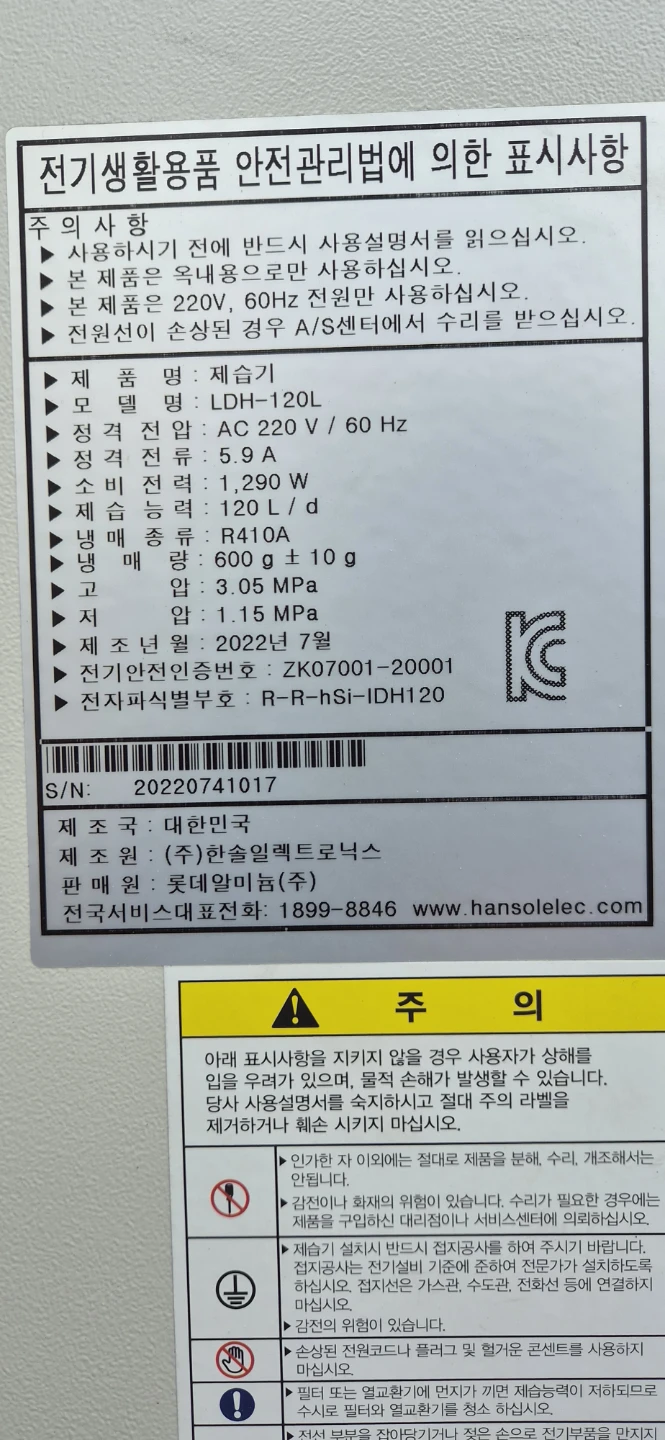 전기생활용품 안전관리법에 의한 표시사항
주 의 사 항
▶ 사용하시기 전에 반드시 사용설명서를 읽으십시오.
▶ 본 제품은 옥내용으로만 사용하십시오.
▶ 본 제품은 220V, 60Hz 전원만 사용하십시오.
▶ 전원선이 손상된 경우 A/S센터에서 수리를 받으십시오.
▶ 제 품 명 : 제습기
▶ 모 델 명 : LDH-120L
▶ 정 격 전 압 : AC 220 V / 60 Hz
▶ 정 격 전 류 : 5.9 A
▶ 소 비 전 력 : 1,290 W
▶ 제 습 능 력 : 120 L / d
▶ 냉 매 종 류 : R410A
▶ 냉 매 량 : 600 g ± 10 g
▶ 고 압 : 3.05 MPa
▶ 저 압 : 1.15 MPa
▶ 제 조 년 월 : 2022년 7월
▶ 전기안전인증번호 : ZK07001-20001
▶ 전자파식별부호 : R-R-hSi-IDH120
S/N: 20220741017
제 조 국 : 대한민국
제 조 원 : (주)한솔일렉트로닉스
판 매 원 : 롯데알미늄(주)
전국서비스대표전화: 1899-8846 www.hansolelec.com
주 의
아래 표시사항을 지키지 않을 경우 사용자가 상해를
입을 우려가 있으며, 물적 손해가 발생할 수 있습니다.
당사 사용설명서를 숙지하시고 절대 주의 라벨을
제거하거나 훼손 시키지 마십시오.
▶ 인가한 자 이외에는 절대로 제품을 분해, 수리, 개조해서는
안됩니다.
▶ 감전이나 화재의 위험이 있습니다. 수리가 필요한 경우에는
제품을 구입하신 대리점이나 서비스센터에 의뢰하십시오.
▶ 제습기 설치시 반드시 접지공사를 하여 주시기 바랍니다.
접지공사는 전기설비 기준에 준하여 전문가가 설치하도록
하십시오. 접지선은 가스관, 수도관, 전화선 등에 연결하지
마십시오.
▶ 감전의 위험이 있습니다.
▶ 손상된 전원코드나 플러그 및 헐거운 콘센트를 사용하지
마십시오.
▶ 필터 또는 열교환기에 먼지가 끼면 제습능력이 저하되므로
수시로 필터와 열교환기를 청소 하십시오.
▶ 전선 부분을 잡아당기거나 젖은 손으로 전기부품을 만지지